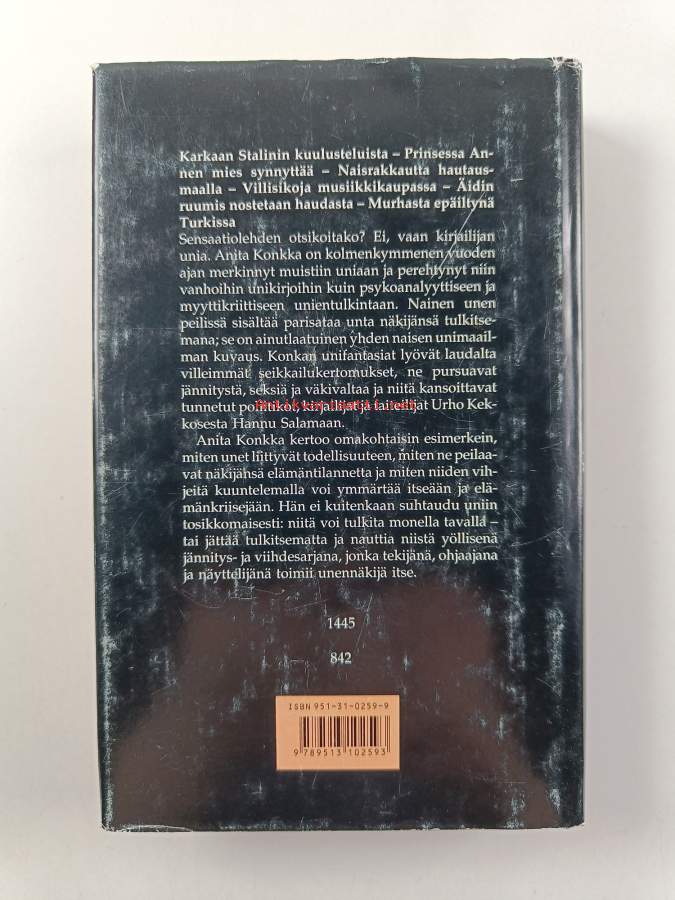 Karkaan Stalinin kuulusteluista – Prinsessa An-
nen mies synnyttää – Naisrakkautta hautaus-
maalla – Villisikoja musiikkikaupassa – Äidin
ruumis nostetaan haudasta – Murhasta epäiltynä
Turkissa
Sensaatiolehden otsikoitako? Ei, vaan kirjailijan
unia. Anita Konkka on kolmenkymmenen vuoden
ajan merkinnyt muistiin uniaan ja perehtynyt niin
vanhoihin unikirjoihin kuin psykoanalyyttiseen ja
myyttikriittiseen unientulkintaan. Nainen unen
peilissä sisältää parisataa unta näkijänsä tulkitse-
mana; se on ainutlaatuinen yhden naisen unimaail-
man kuvaus. Konkan unifantasiat lyövät laudalta
villeimmät seikkailukertomukset, ne pursuavat
jännitystä, seksiä ja väkivaltaa ja niitä kansoittavat
tunnetut poliitikot, kirjailijat ja taiteilijat Urho Kek-
kosesta Hannu Salamaan.
Anita Konkka kertoo omakohtaisin esimerkein,
miten unet liittyvät todellisuuteen, miten ne peilaa-
vat näkijänsä elämäntilannetta ja miten niiden vih-
jeitä kuuntelemalla voi ymmärtää itseään ja elä-
mänkriisejään. Hän ei kuitenkaan suhtaudu uniin
tosikkomaisesti: niitä voi tulkita monella tavalla –
tai jättää tulkitsematta ja nauttia niistä yöllisenä
jännitys- ja viihdesarjana, jonka tekijänä, ohjaajana
ja näyttelijänä toimii unennäkijä itse.
1445
842
ISBN 951-31-0259-9
9 789513 102593